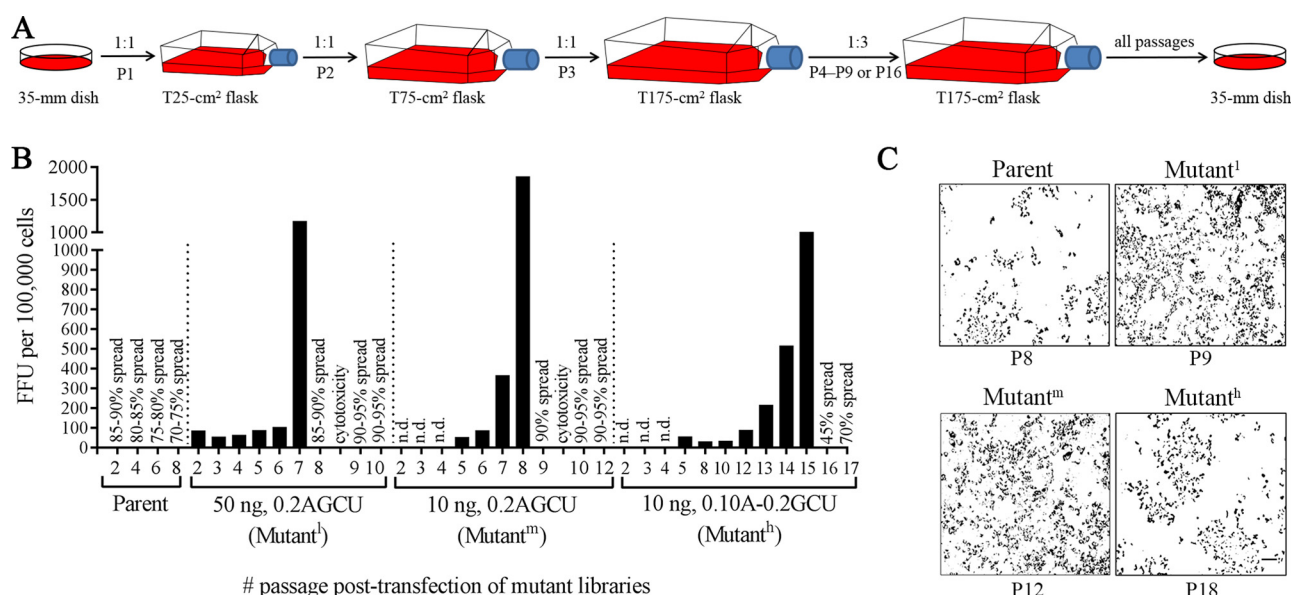 A
1:1
P1
1:1
P2
1:1
P3
1:3
P4–P9 or P16
all passages
35-mm dish
T25-cm² flask
T75-cm² flask
T175-cm² flask
T175-cm² flask
35-mm dish
B
FFU per 100,000 cells
2000
1500
1000
1000
900
800
700
600
500
400
300
200
100
0
85-90% spread
80-85% spread
75-80% spread
70-75% spread
85-90% spread
cytotoxicity
90-95% spread
90-95% spread
n.d.
n.d.
n.d.
90% spread
cytotoxicity
90-95% spread
90-95% spread
n.d.
n.d.
n.d.
45% spread
70% spread
2 4 6 8 2 3 4 5 6 7 8 9 10 2 3 4 5 6 7 8 9 10 12 2 3 4 5 8 10 12 13 14 15 16 17
Parent
50 ng, 0.2AGCU
(Mutantˡ)
10 ng, 0.2AGCU
(Mutantᵐ)
10 ng, 0.10A-0.2GCU
(Mutantʰ)
# passage post-transfection of mutant libraries
C
Parent
Mutantˡ
P8
P9
Mutantᵐ
Mutantʰ
P12
P18